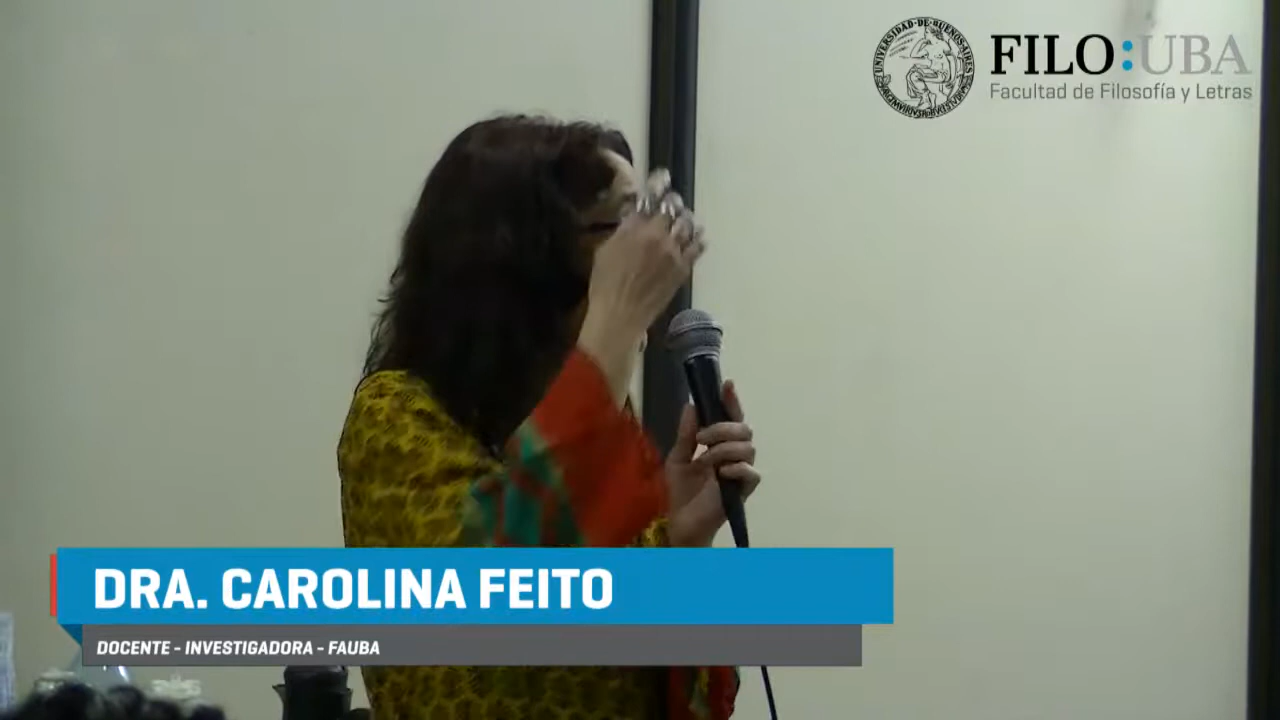 FILO:UBA
Facultad de Filosofía y Letras
DRA. CAROLINA FEITO
DOCENTE - INVESTIGADORA - FAUBA